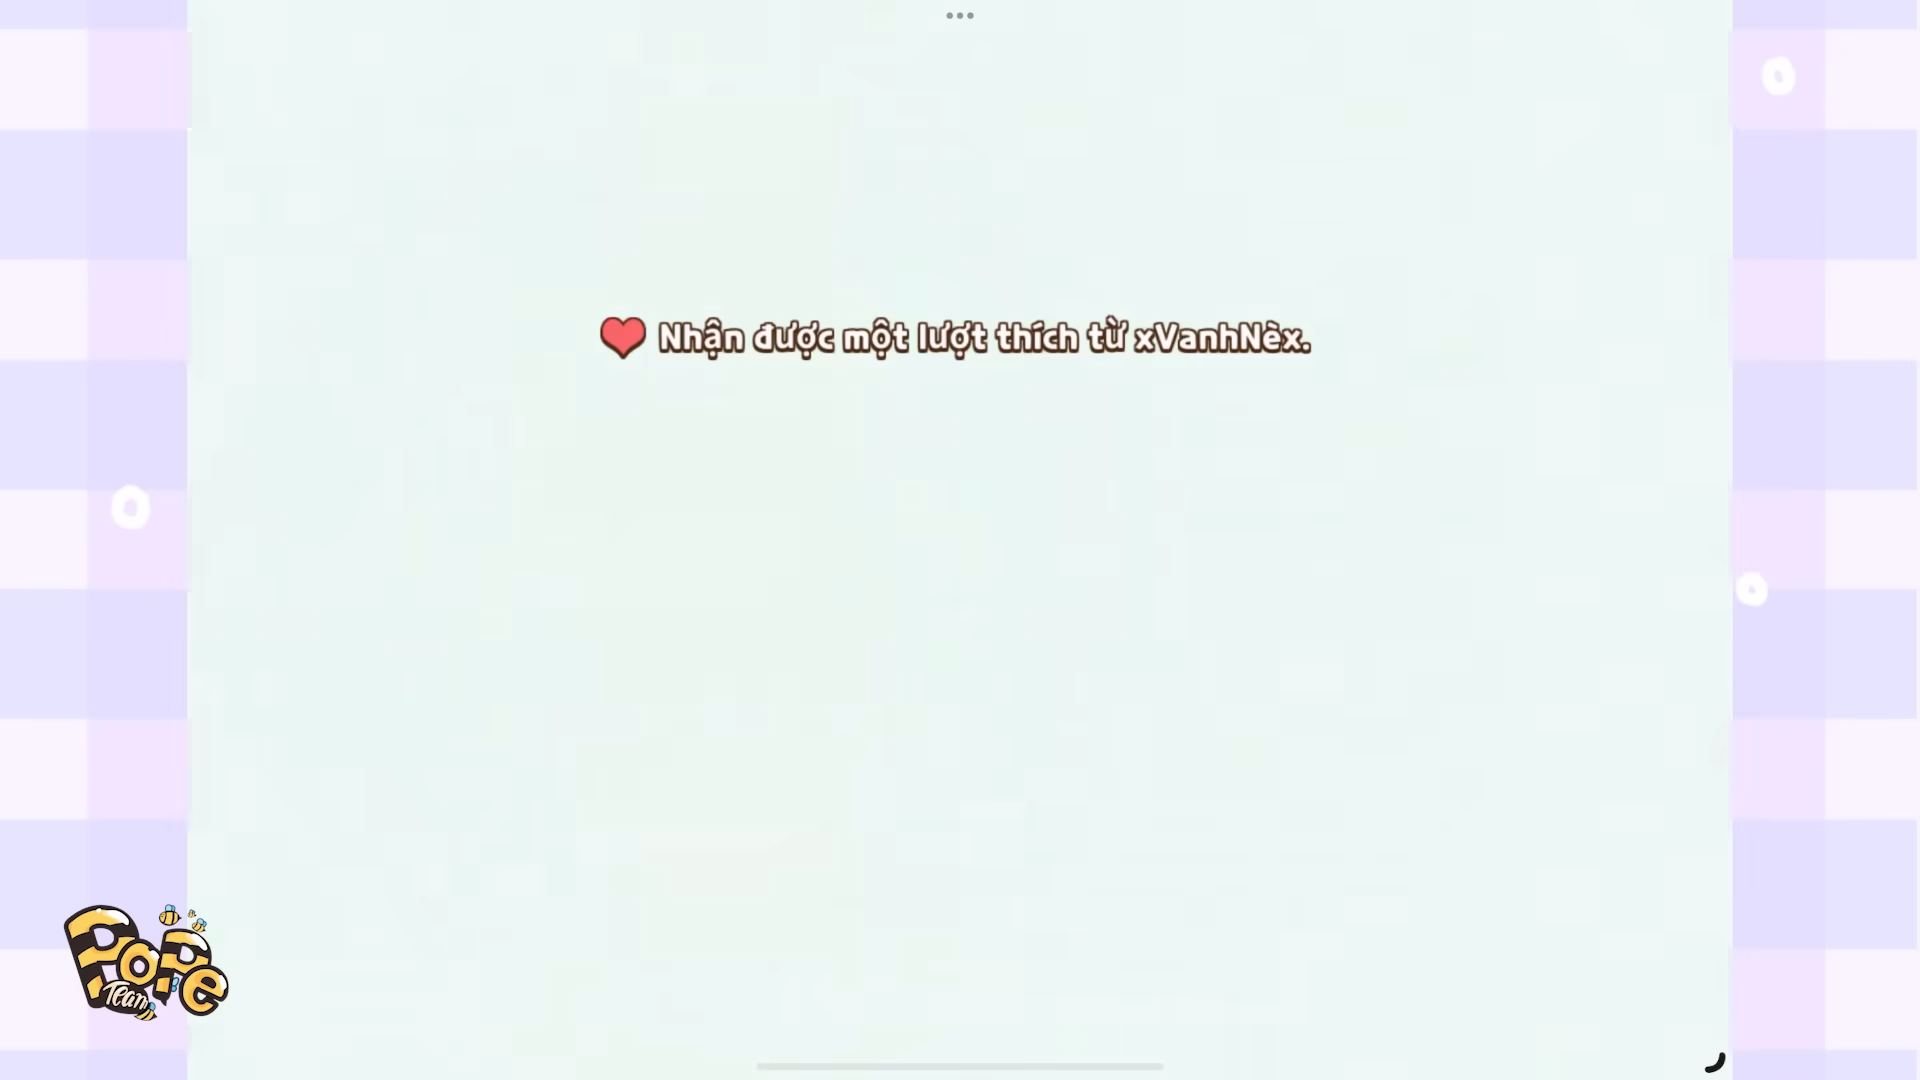 Nhận được một lượt thích từ xVanhNèx.
PoPe
Team